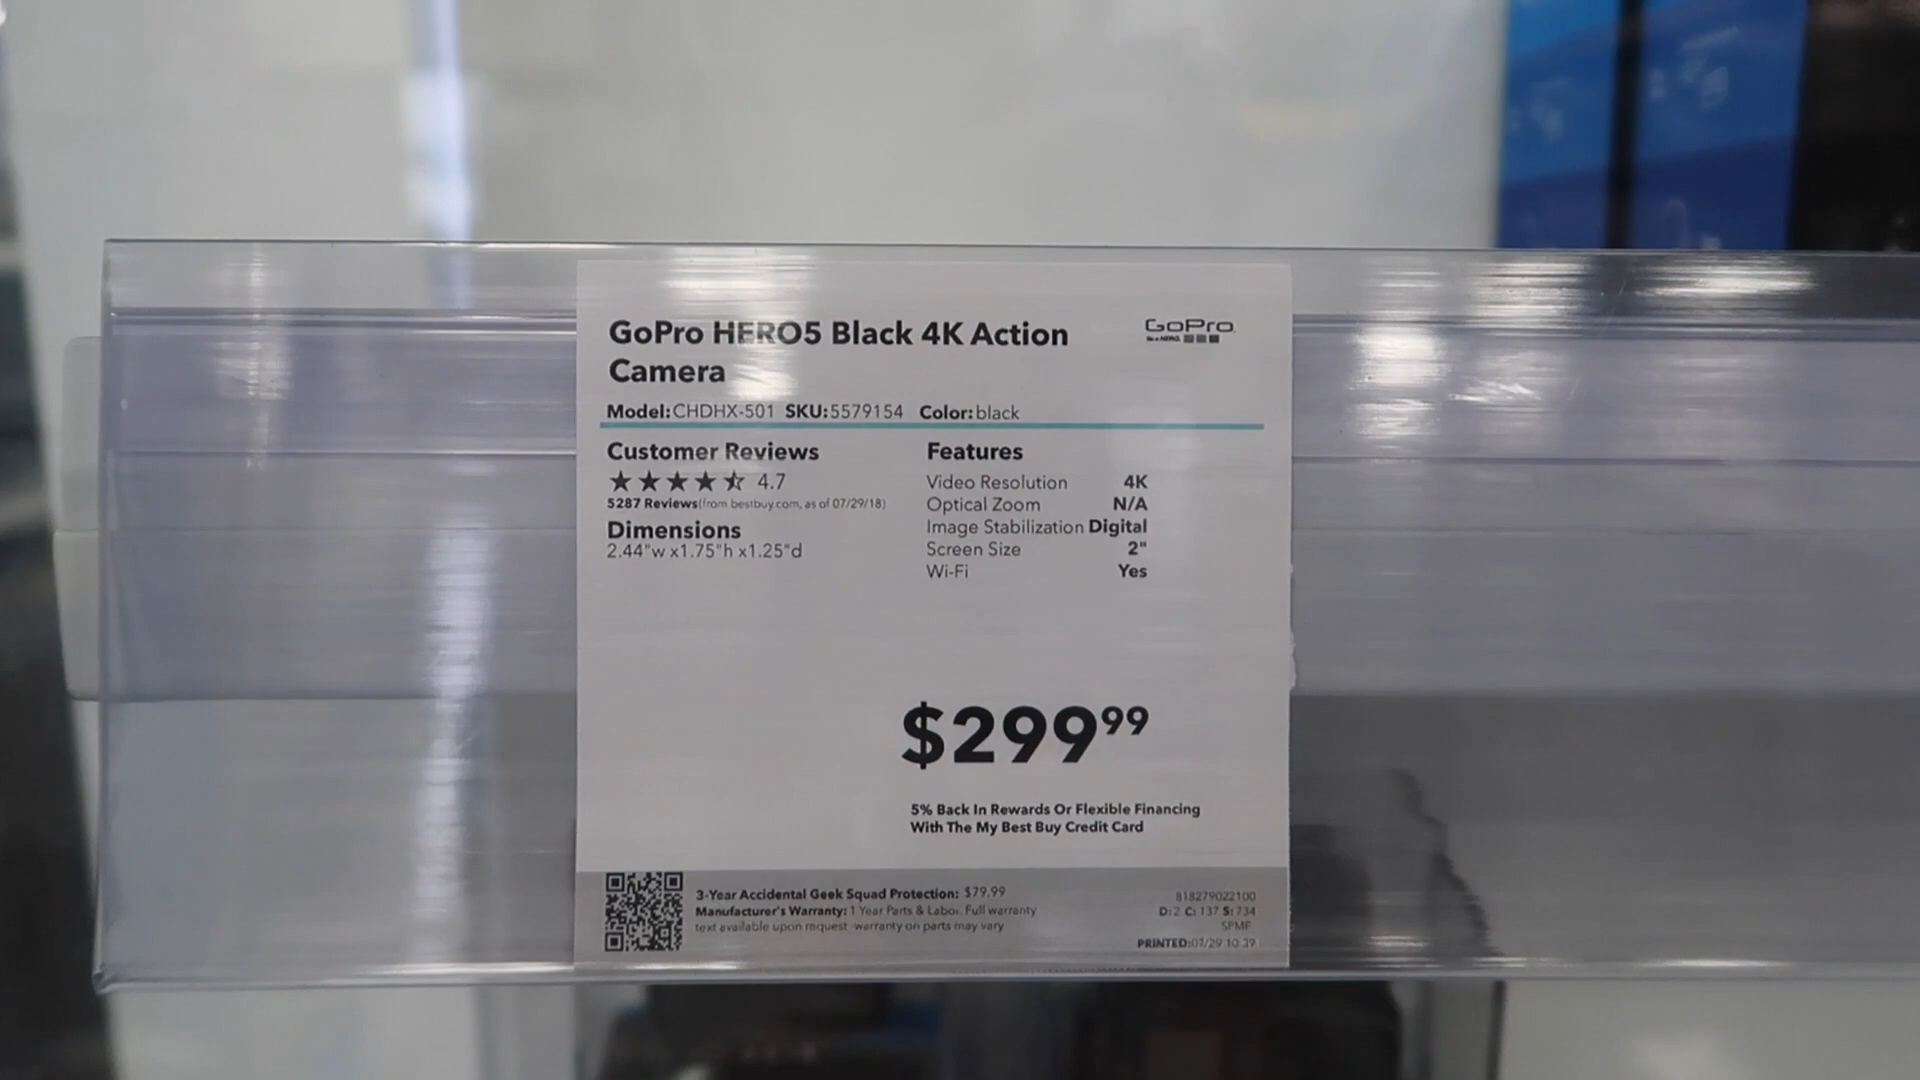 GoPro HERO5 Black 4K Action
Camera
GoPro
Be a HERO.
Model:CHDHX-501 SKU:5579154 Color:black
Customer Reviews
4.7
5287 Reviews(from bestbuy.com, as of 07/29/18)
Dimensions
2.44"w x1.75"h x1.25"d
Features
Video Resolution 4K
Optical Zoom N/A
Image Stabilization Digital
Screen Size 2"
Wi-Fi Yes
$299 99
5% Back In Rewards Or Flexible Financing
With The My Best Buy Credit Card
3-Year Accidental Geek Squad Protection: $79.99
Manufacturer's Warranty: 1 Year Parts & Labor. Full warranty
text available upon request -warranty on parts may vary
818279022100
D:2 C: 137 S:734
SPMF
PRINTED:07/29 10:39